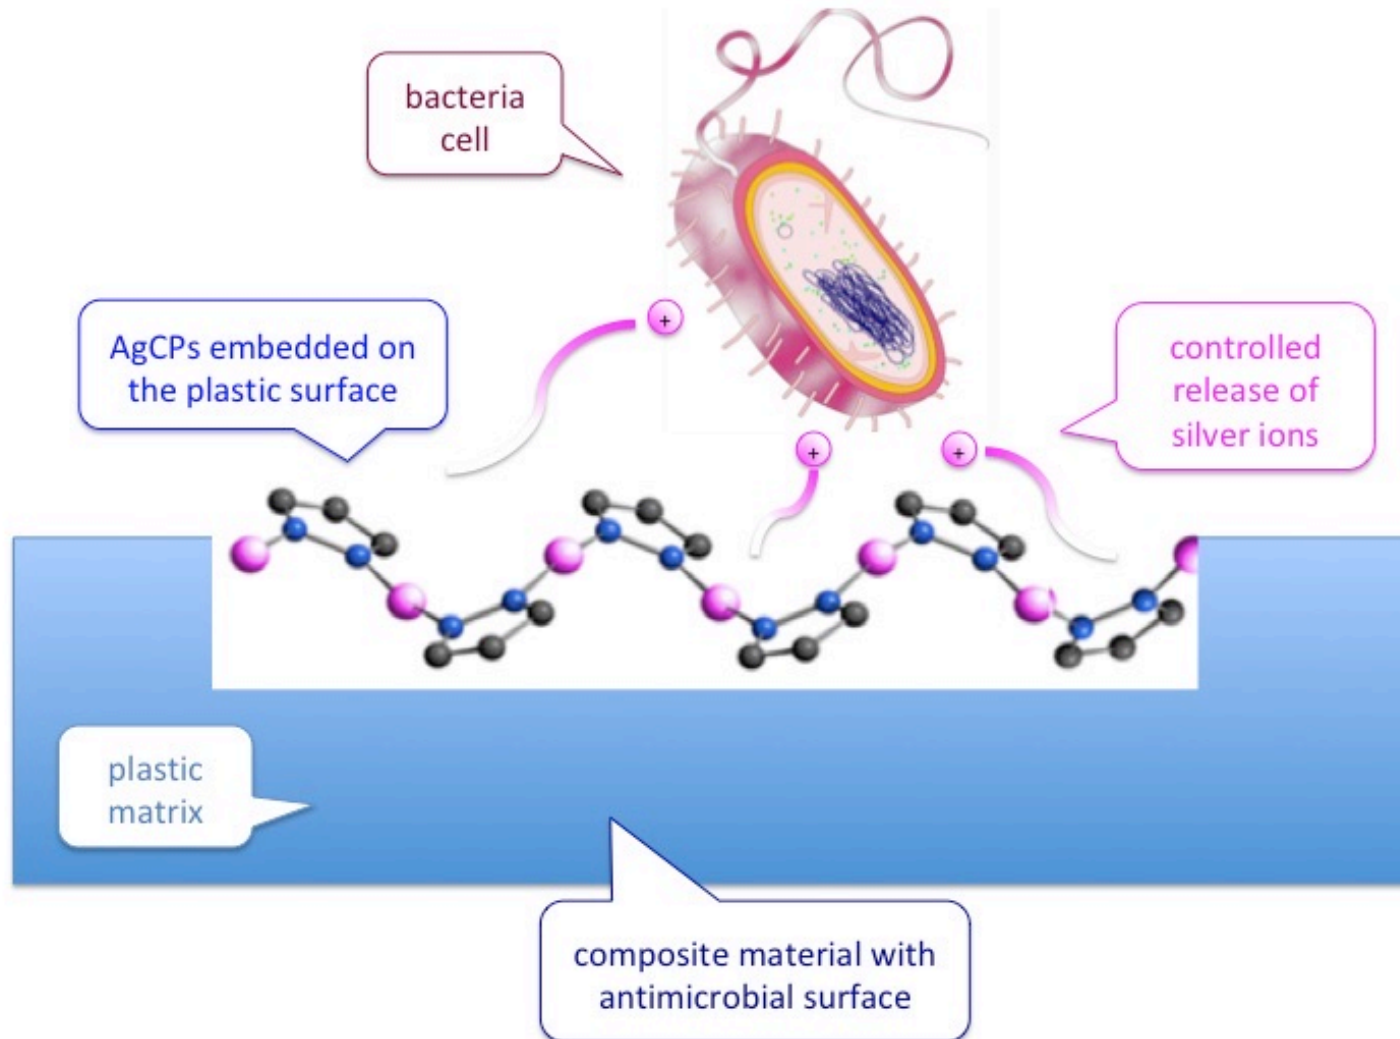 bacteria
cell
AgCPs embedded on
the plastic surface
controlled
release of
silver ions
+
+
+
plastic
matrix
composite material with
antimicrobial surface